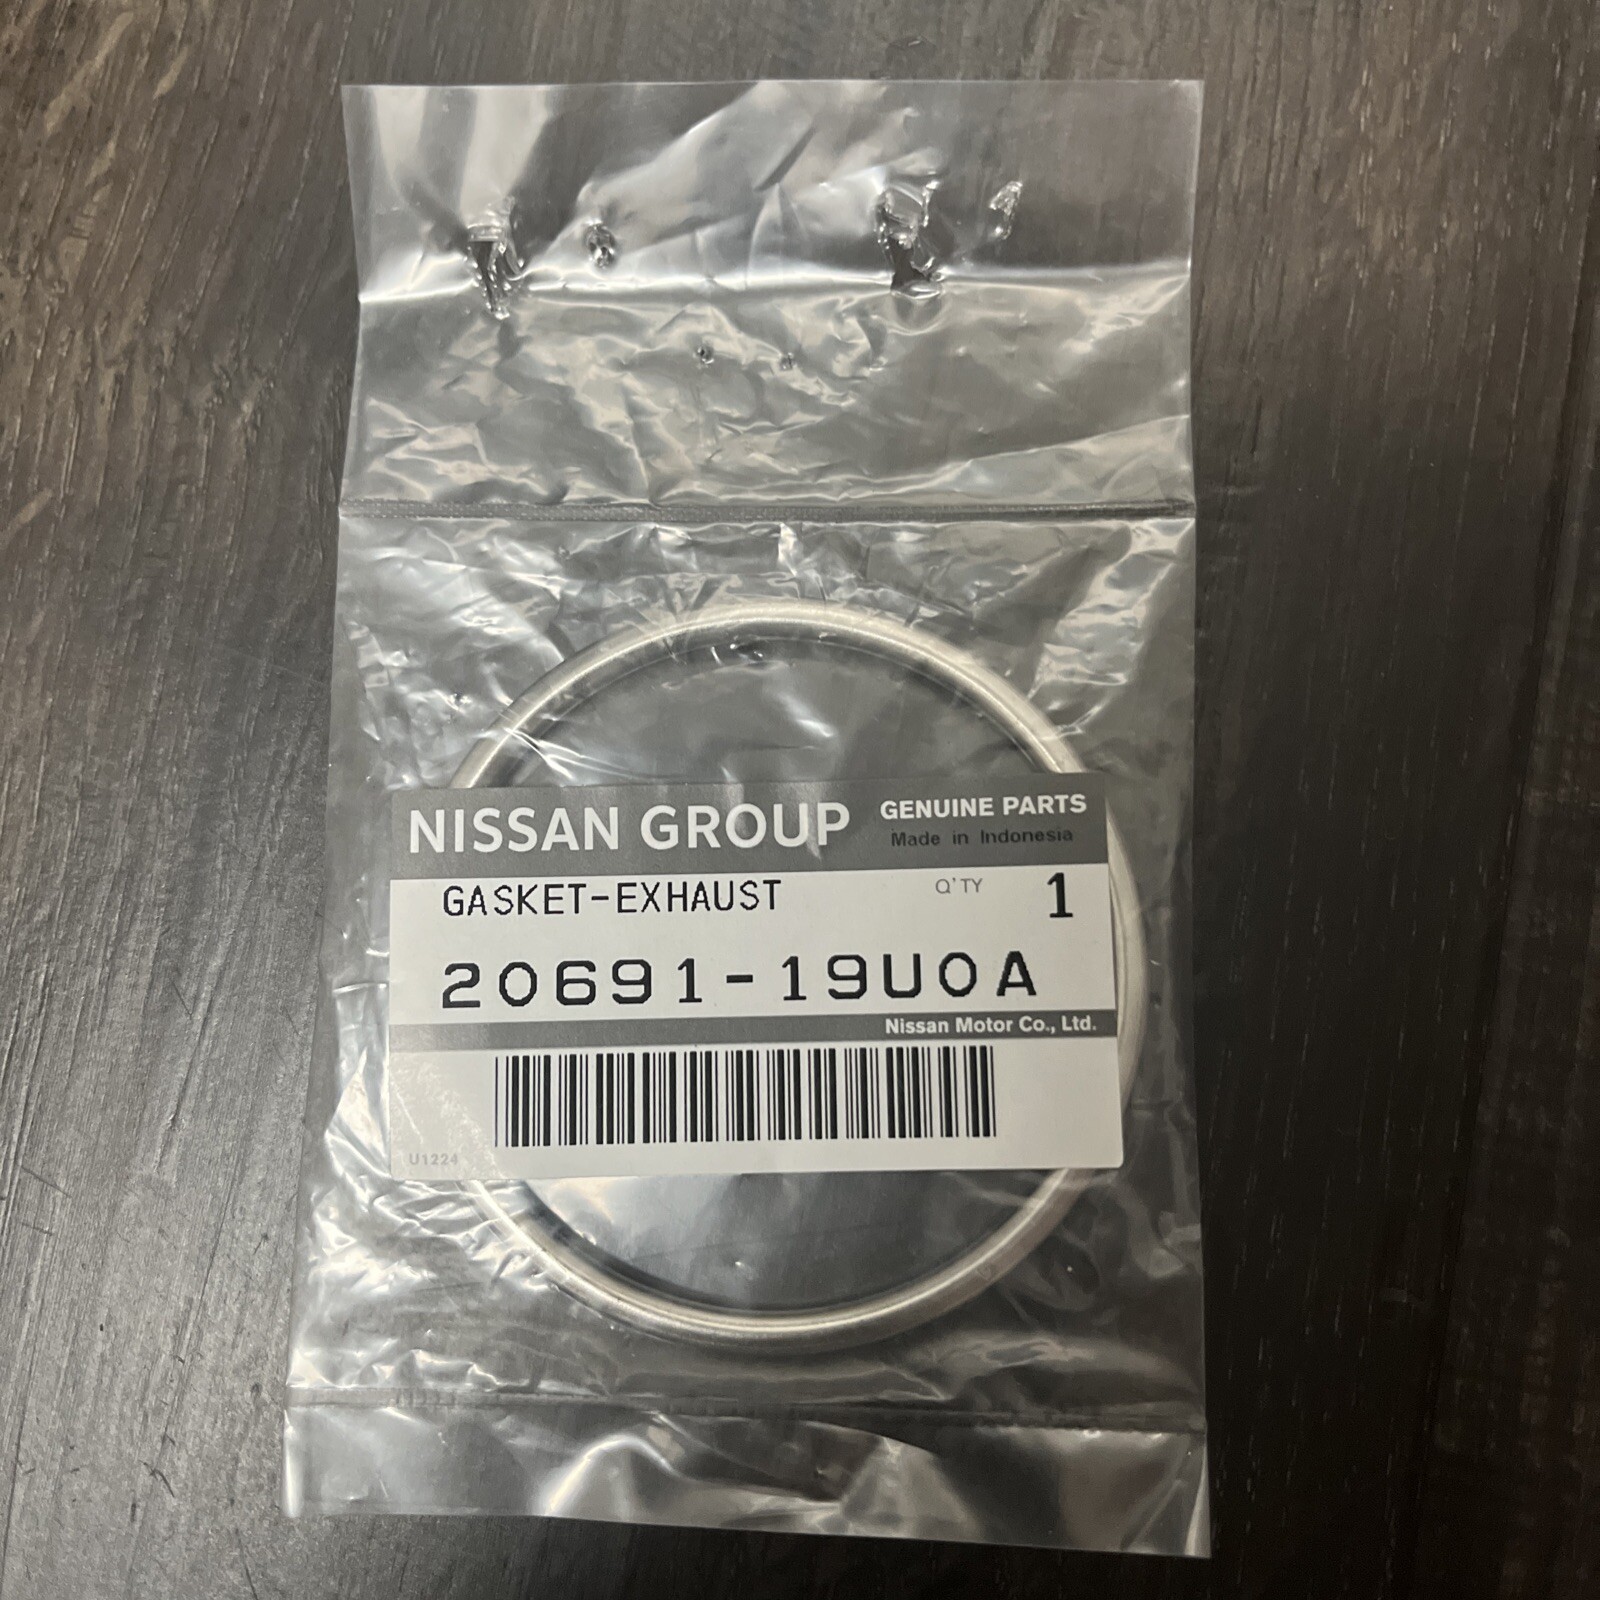 NISSAN GROUP GENUINE PARTS
Made in Indonesia
GASKET-EXHAUST Q'TY 1
20691-19U0A
Nissan Motor Co., Ltd.
U1224